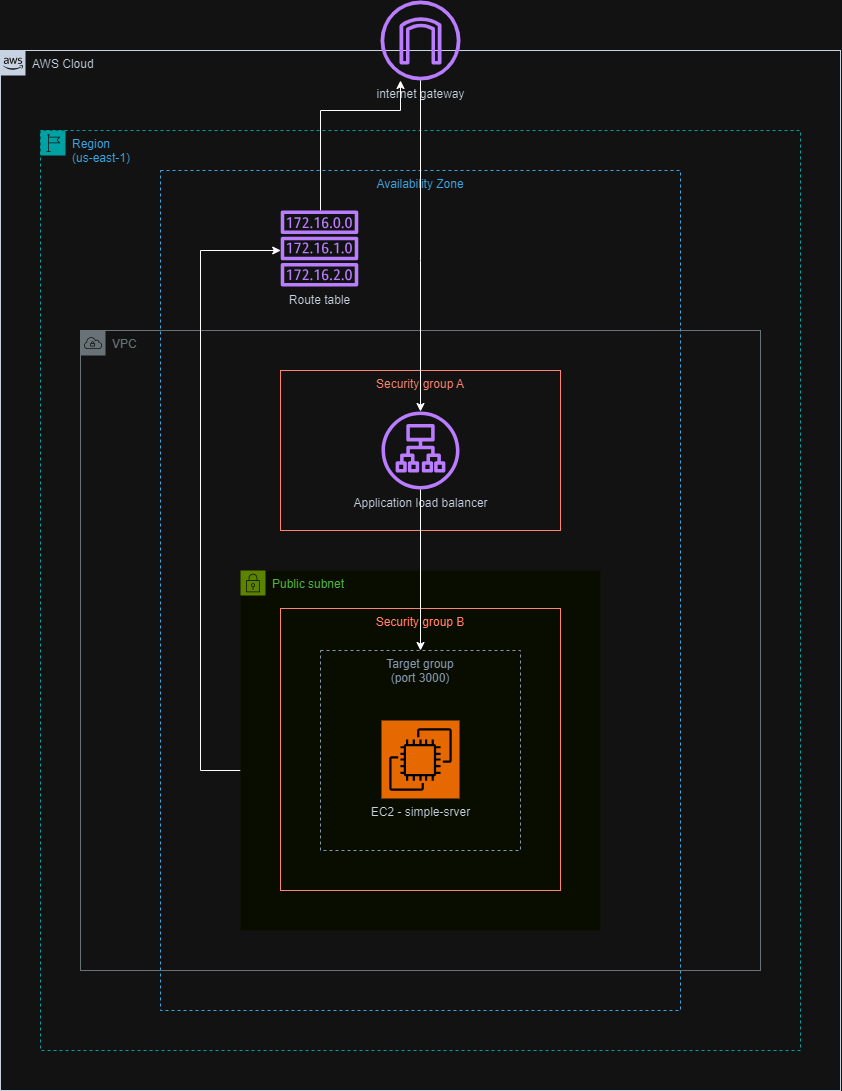 aws
AWS Cloud
internet gateway
Region
(us-east-1)
Availability Zone
172.16.0.0
172.16.1.0
172.16.2.0
Route table
VPC
Security group A
Application load balancer
Public subnet
Security group B
Target group
(port 3000)
EC2 - simple-srver